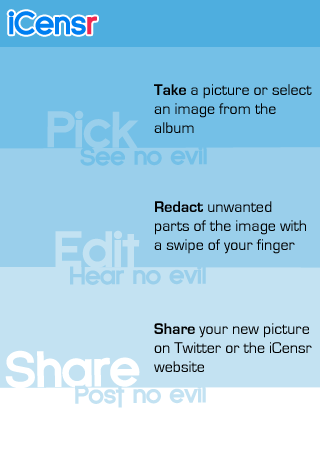 iCensr
Take a picture or select
an image from the
album
Pick
See no evil
Redact unwanted
parts of the image with
a swipe of your finger
Edit
Hear no evil
Share your new picture
on Twitter or the iCensr
website
Share
Post no evil